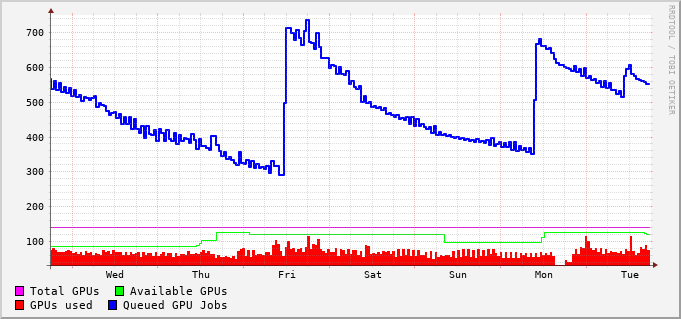 700
600
500
400
300
200
100
Wed Thu Fri Sat Sun Mon Tue
Total GPUs Available GPUs
GPUs used Queued GPU Jobs
RRDTOOL / TOBI OETIKER